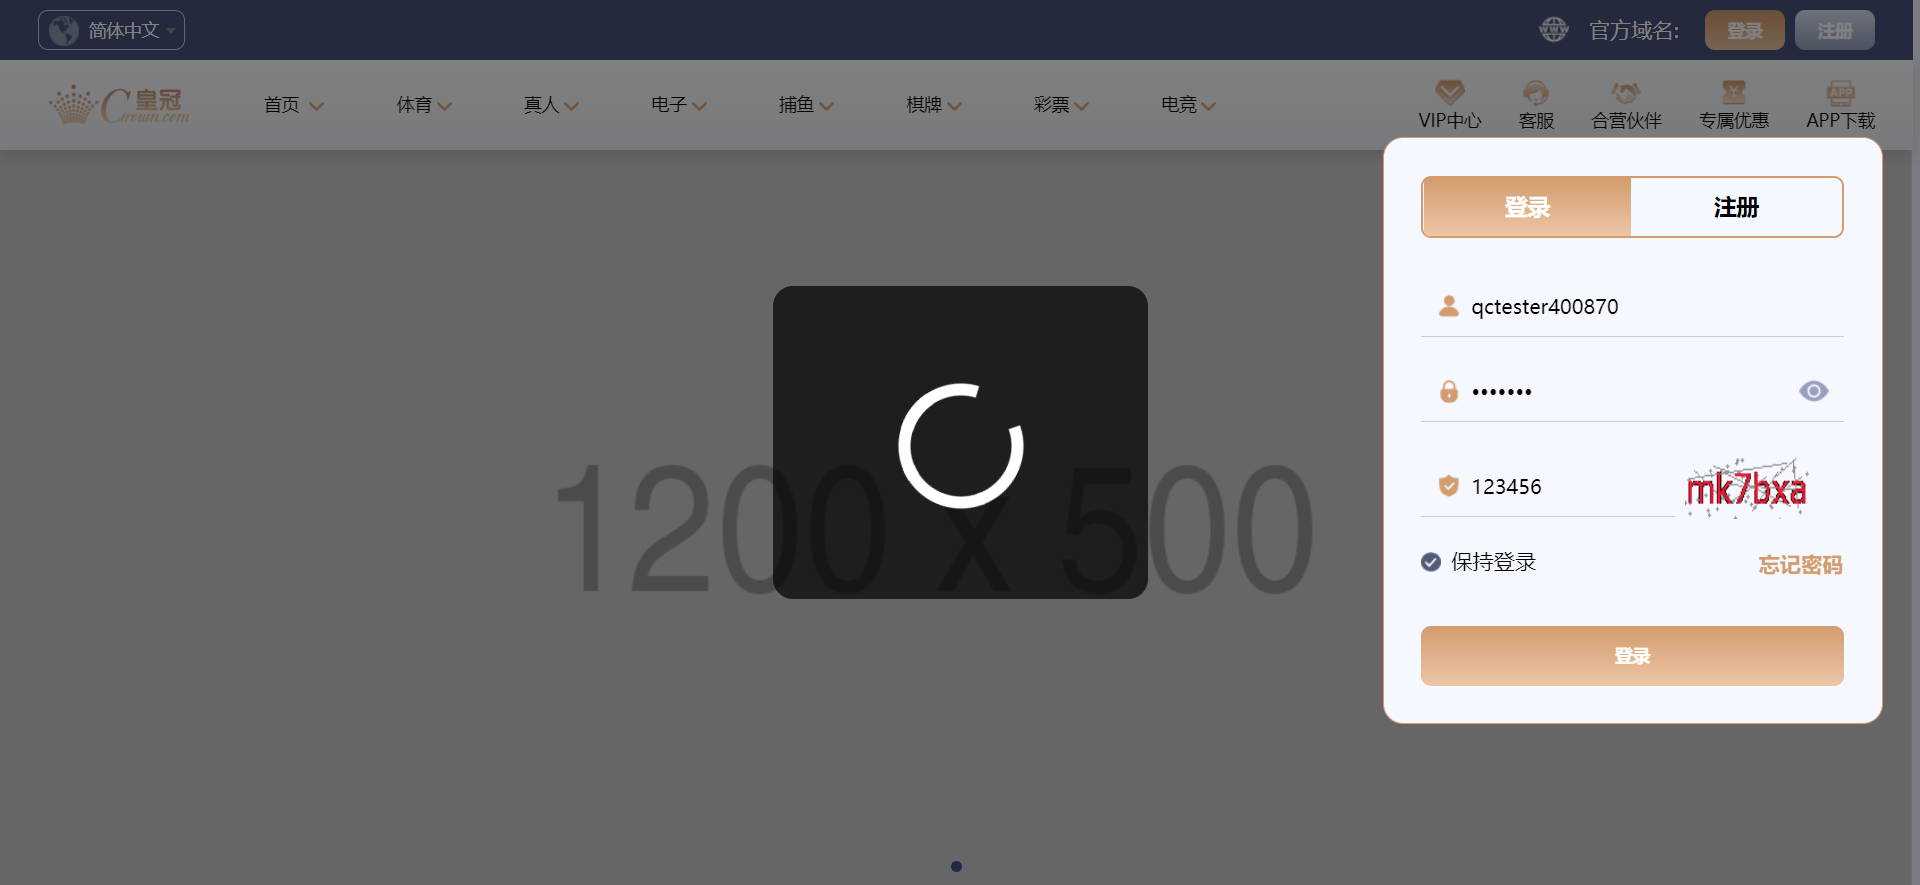 简体中文
官方域名:
登录
注册
皇冠
Crown.com
首页
体育
真人
电子
捕鱼
棋牌
彩票
电竞
VIP中心
客服
合营伙伴
专属优惠
APP
APP下载
登录
注册
qctester400870
•••••••
123456
mk7bxa
保持登录
忘记密码
登录
1200 x 500